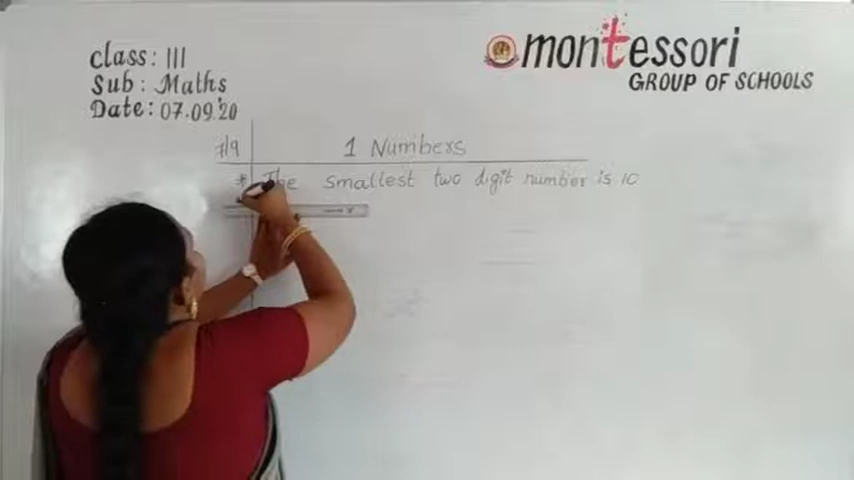 class: III
Sub: Maths
Date: 07.09.20
montessori
GROUP OF SCHOOLS
7/9 1 Numbers
* The smallest two digit number is 10